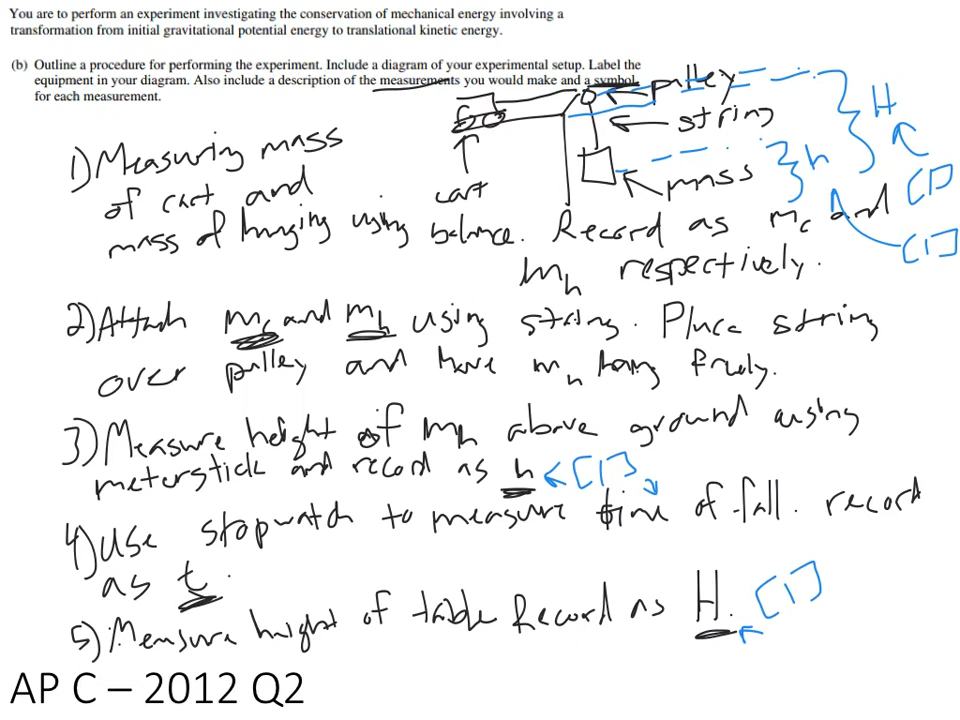 You are to perform an experiment investigating the conservation of mechanical energy involving a
transformation from initial gravitational potential energy to translational kinetic energy.
(b) Outline a procedure for performing the experiment. Include a diagram of your experimental setup. Label the
equipment in your diagram. Also include a description of the measurements you would make and a symbol
for each measurement.
pulley
H
string
h
mass
cart
1) Measuring mass
of cart and
mass of hanging using balance. Record as mc and [1]
[1]
mh respectively.
2) Attach mc and mh using string. Place string
over pulley and have mh hang freely.
3) Measure height of mh above ground using
meterstick and record as h [1]
4) Use stopwatch to measure time of fall. record
as t.
5) Measure height of table Record as H. [1]
AP C – 2012 Q2